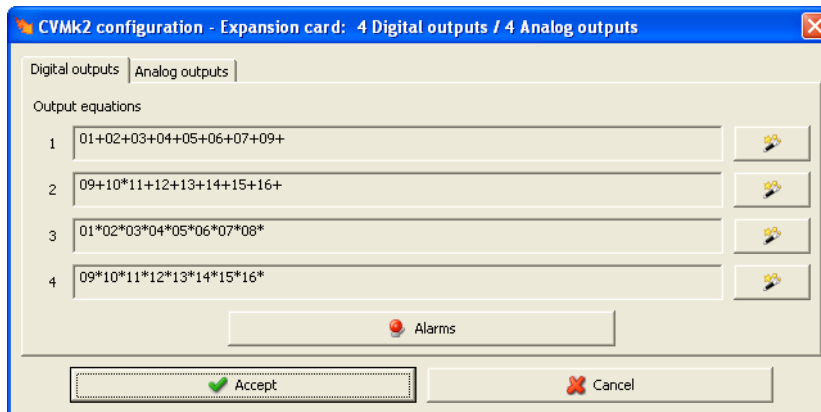 CVMk2 configuration - Expansion card:  4 Digital outputs / 4 Analog outputs
Digital outputs Analog outputs
Output equations
1 01+02+03+04+05+06+07+09+
2 09+10*11+12+13+14+15+16+
3 01*02*03*04*05*06*07*08*
4 09*10*11*12*13*14*15*16*
Alarms
Accept Cancel